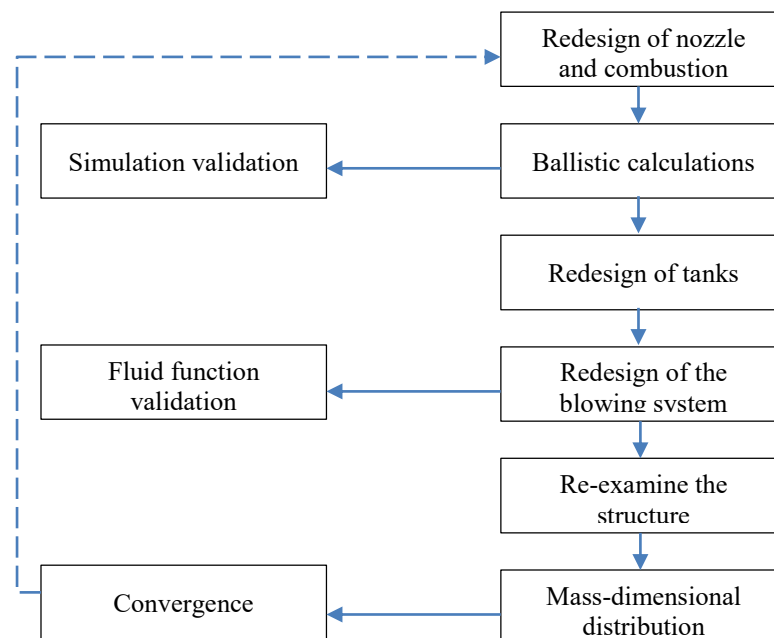 Redesign of nozzle
and combustion
Simulation validation
Ballistic calculations
Redesign of tanks
Fluid function
validation
Redesign of the
blowing system
Re-examine the
structure
Convergence
Mass-dimensional
distribution